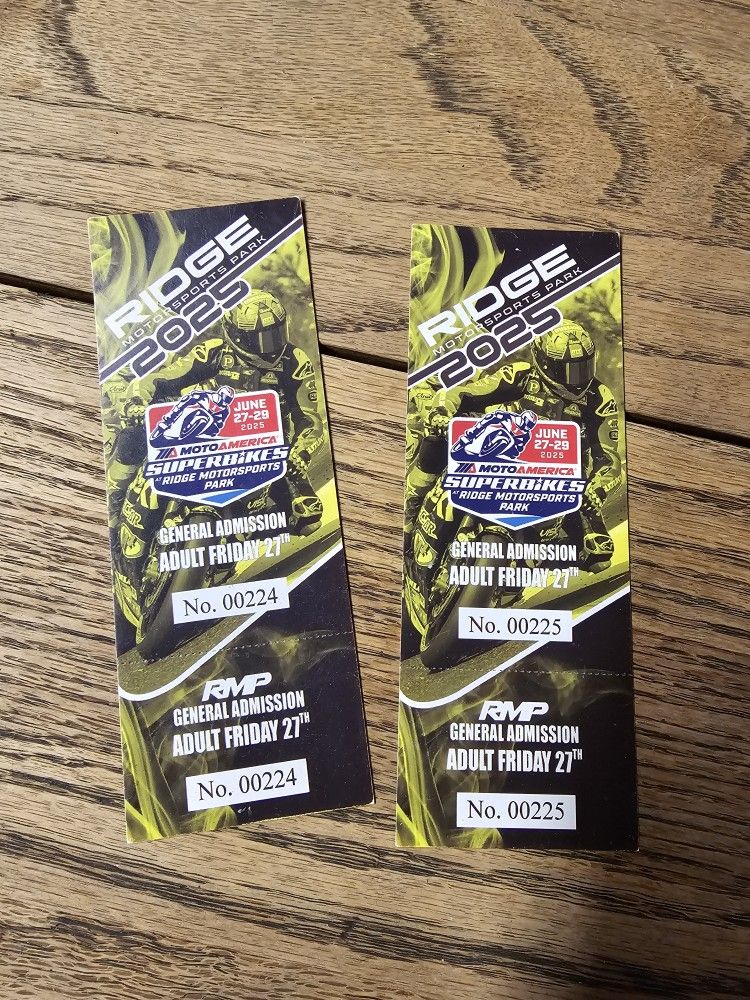 RIDGE
MOTORSPORTS PARK
2025
JUNE
27-29
2025
MOTOAMERICA
SUPERBIKES
AT RIDGE MOTORSPORTS
PARK
GENERAL ADMISSION
ADULT FRIDAY 27TH
No. 00224
RMP
GENERAL ADMISSION
ADULT FRIDAY 27TH
No. 00224
RIDGE
MOTORSPORTS PARK
2025
JUNE
27-29
2025
MOTOAMERICA
SUPERBIKES
AT RIDGE MOTORSPORTS
PARK
GENERAL ADMISSION
ADULT FRIDAY 27TH
No. 00225
RMP
GENERAL ADMISSION
ADULT FRIDAY 27TH
No. 00225